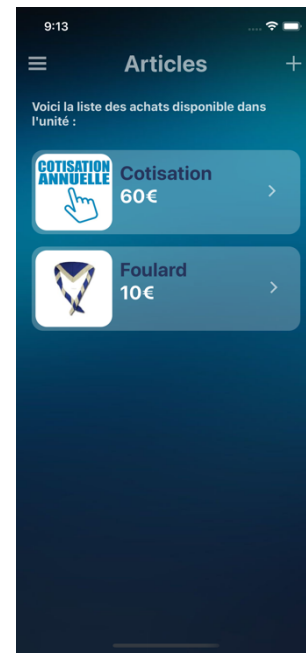 9:13
Articles
Voici la liste des achats disponible dans
l'unité :
COTISATION
ANNUELLE
Cotisation
60€
Foulard
10€